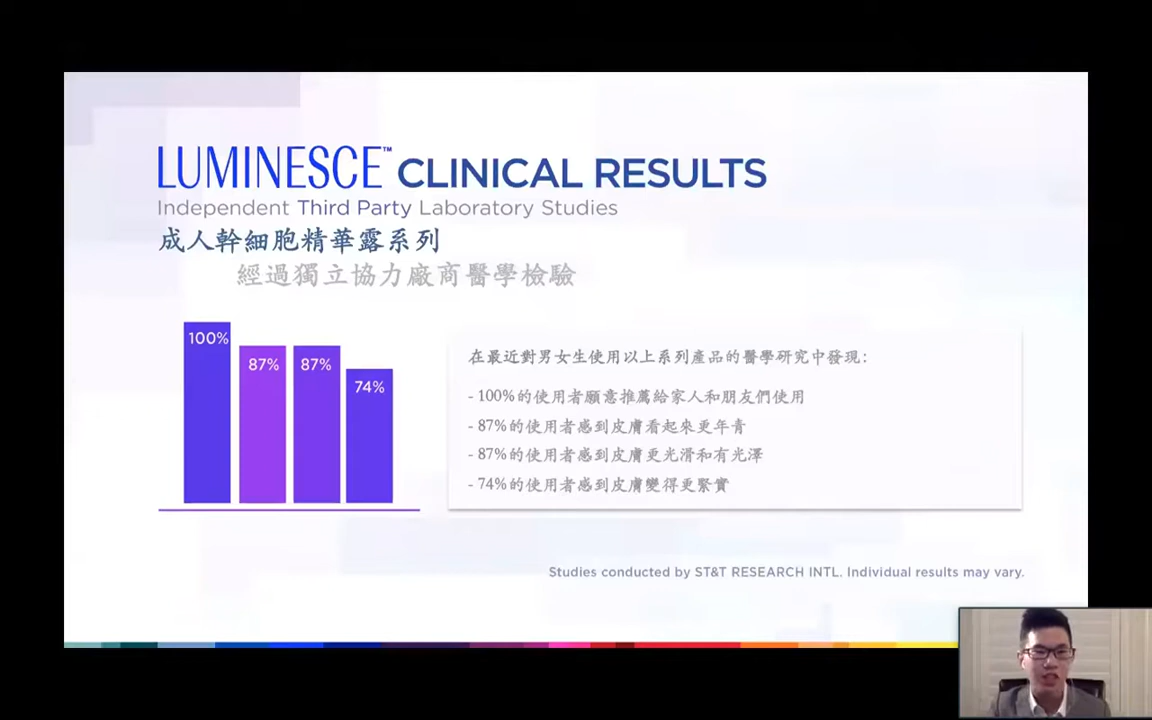 LUMINESCE™ CLINICAL RESULTS
Independent Third Party Laboratory Studies
成人幹細胞精華露系列
經過獨立協力廠商醫學檢驗
100%
87%
87%
74%
在最近對男女生使用以上系列產品的醫學研究中發現:
- 100%的使用者願意推薦給家人和朋友們使用
- 87%的使用者感到皮膚看起來更年青
- 87%的使用者感到皮膚更光滑和有光澤
- 74%的使用者感到皮膚變得更緊實
Studies conducted by ST&T RESEARCH INTL. Individual results may vary.